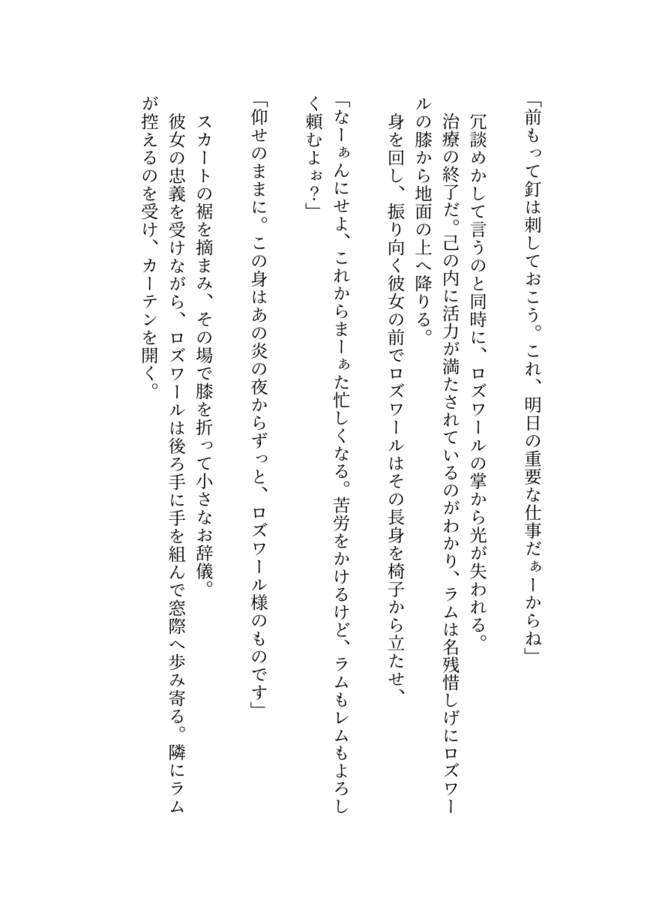 「前もって釘は刺しておこう。これ、明日の重要な仕事だぁーからね」
冗談めかして言うのと同時に、ロズワールの掌から光が失われる。
治療の終了だ。己の内に活力が満たされているのがわかり、ラムは名残惜しげにロズワー
ルの膝から地面の上へ降りる。
身を回し、振り向く彼女の前でロズワールはその長身を椅子から立たせ、
「なーぁんにせよ、これからまーぁた忙しくなる。苦労をかけるけど、ラムもレムもよろし
く頼むよぉ?」
「仰せのままに。この身はあの炎の夜からずっと、ロズワール様のものです」
スカートの裾を摘まみ、その場で膝を折って小さなお辞儀。
彼女の忠義を受けながら、ロズワールは後ろ手に手を組んで窓際へ歩み寄る。隣にラム
が控えるのを受け、カーテンを開く。